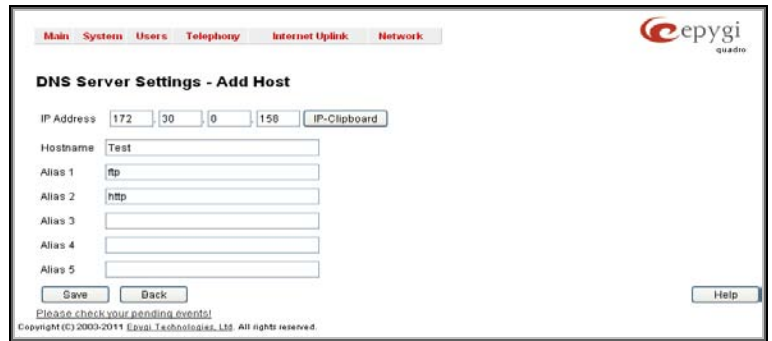 Main System Users Telephony Internet Uplink Network
epygi
quadro
DNS Server Settings - Add Host
IP Address 172 . 30 . 0 . 158 IP-Clipboard
Hostname Test
Alias 1 ftp
Alias 2 http
Alias 3
Alias 4
Alias 5
Save Back Help
Please check your pending events!
Copyright (C) 2003-2011 Epygi Technologies, Ltd. All rights reserved.